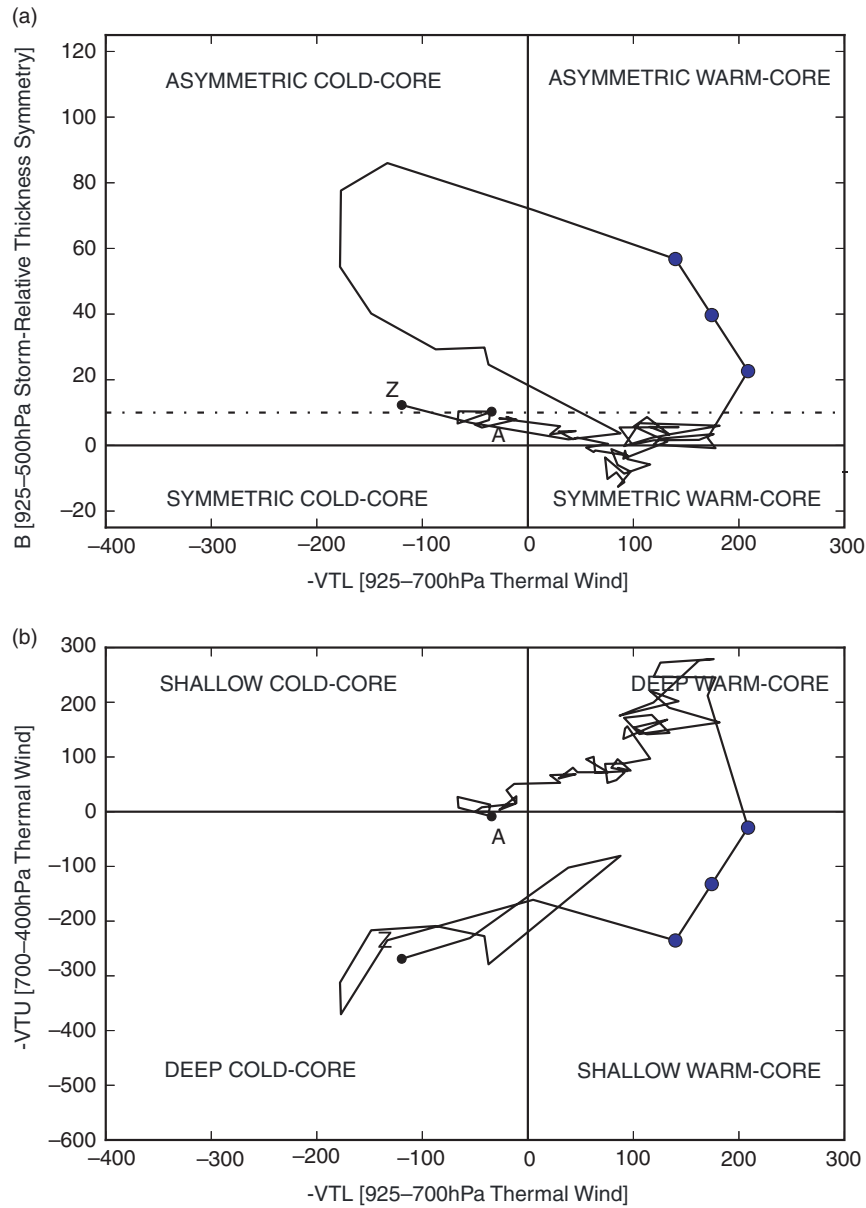 (a)
B [925–500hPa Storm-Relative Thickness Symmetry]
120
100
80
60
40
20
0
–20
ASYMMETRIC COLD-CORE
ASYMMETRIC WARM-CORE
Z
A
SYMMETRIC COLD-CORE
SYMMETRIC WARM-CORE
–400
–300
–200
–100
0
100
200
300
-VTL [925–700hPa Thermal Wind]
(b)
-VTU [700–400hPa Thermal Wind]
300
200
100
0
–100
–200
–300
–400
–500
–600
SHALLOW COLD-CORE
DEEP WARM-CORE
A
Z
DEEP COLD-CORE
SHALLOW WARM-CORE
–400
–300
–200
–100
0
100
200
300
-VTL [925–700hPa Thermal Wind]